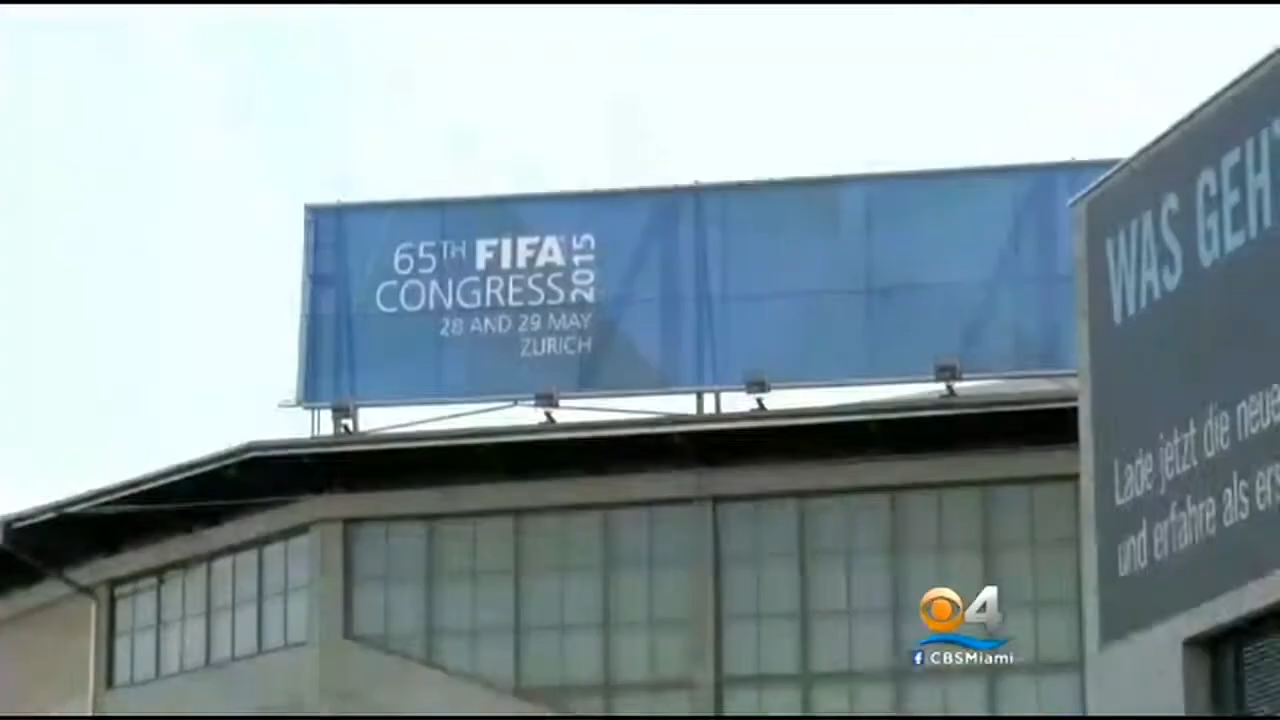 65TH FIFA
CONGRESS
2015
28 AND 29 MAY
ZURICH
WAS GEH
Lade jetzt die neue
und erfahre als
4
CBSMiami